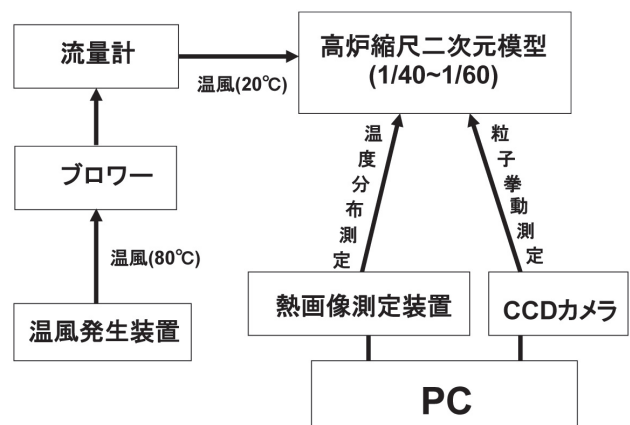 流量計
温風(20℃)
高炉縮尺二次元模型
(1/40~1/60)
ブロワー
温風(80℃)
温風発生装置
温度分布測定
粒子拳動測定
熱画像測定装置
CCDカメラ
PC